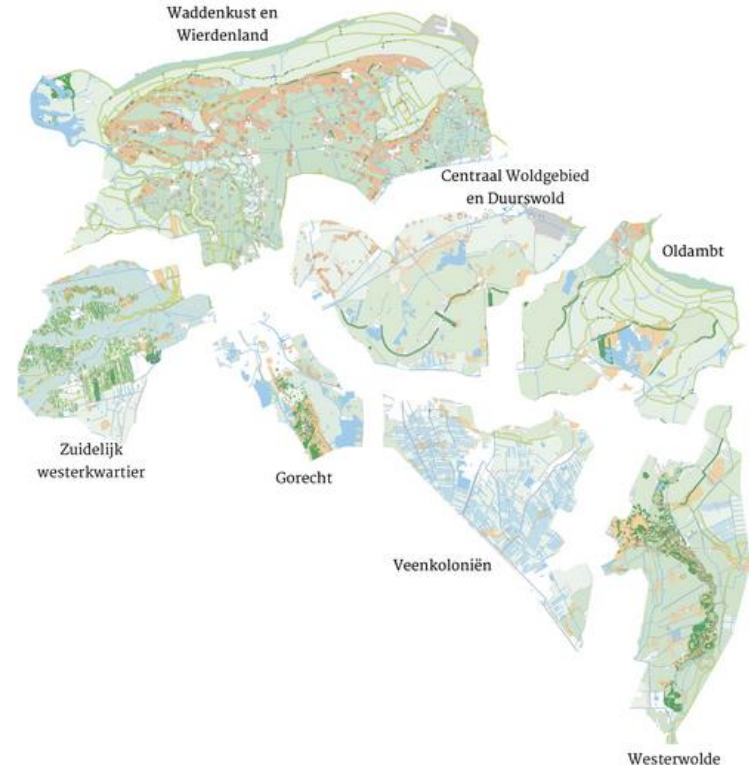 Waddenkust en
Wierdenland
Centraal Woldgebied
en Duurswold
Oldambt
Zuidelijk
westerkwartier
Gorecht
Veenkoloniën
Westerwolde